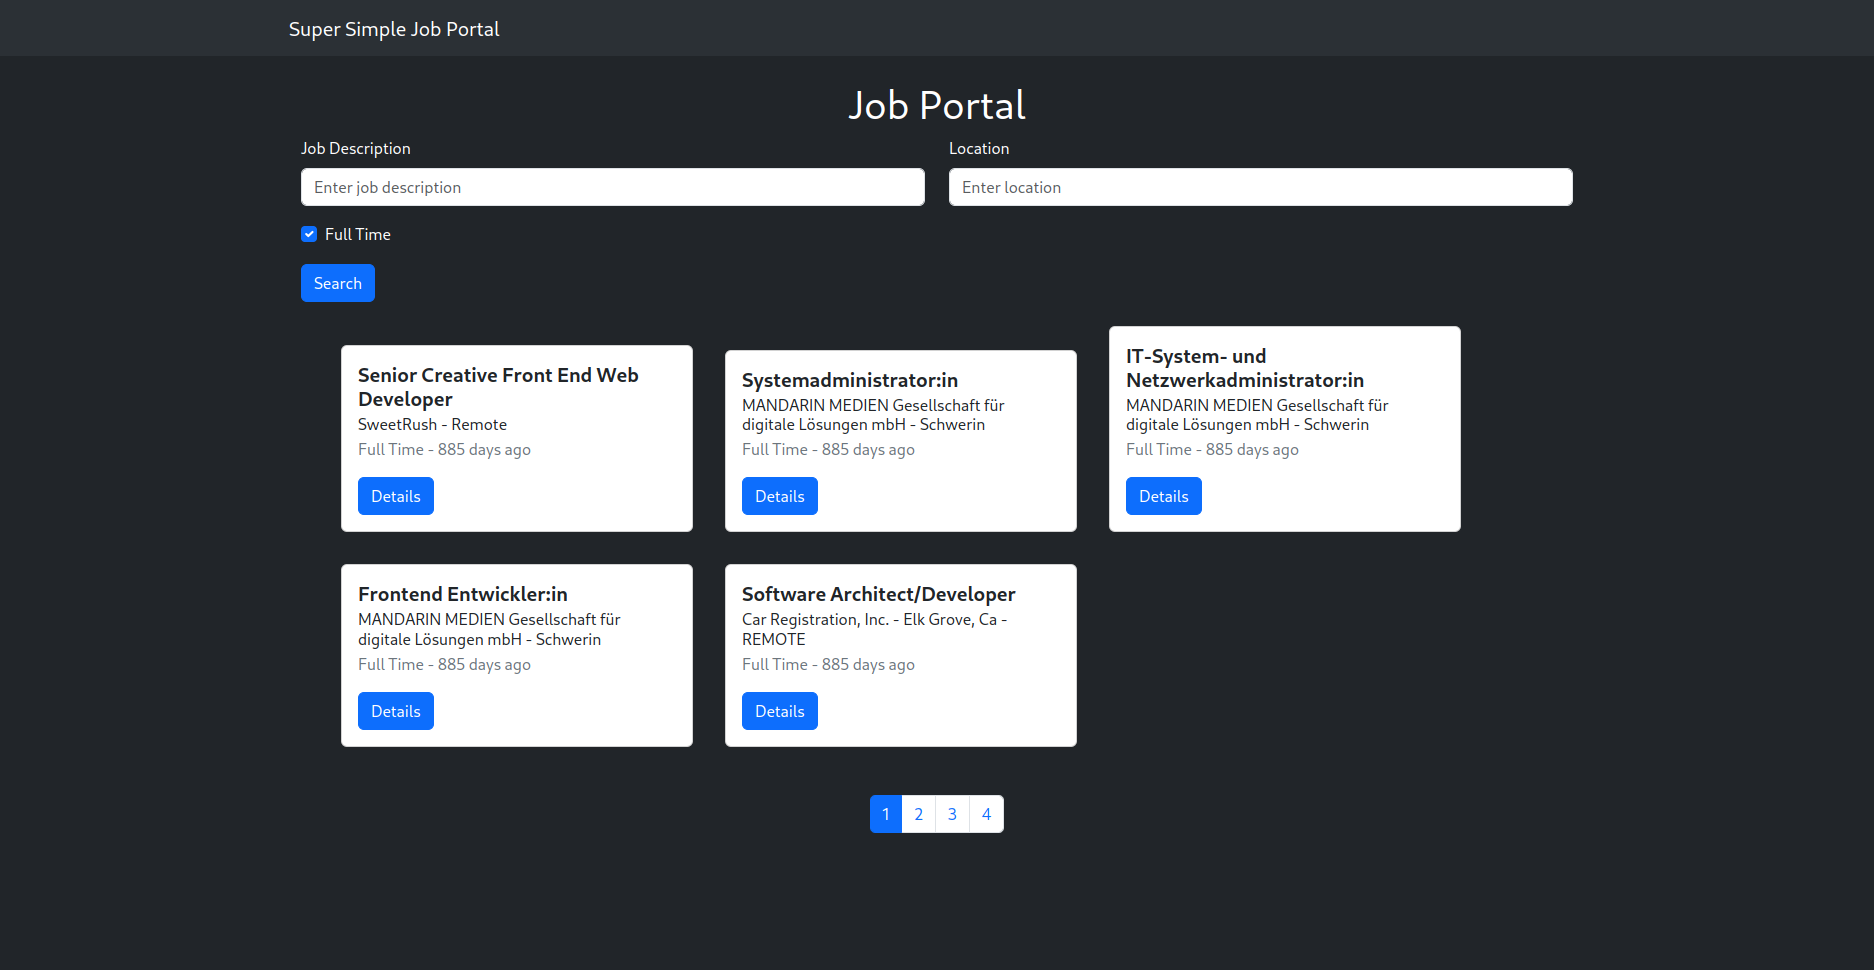 Super Simple Job Portal
Job Portal
Job Description
Location
Enter job description
Enter location
Full Time
Search
Senior Creative Front End Web
Developer
SweetRush - Remote
Full Time - 885 days ago
Details
Systemadministrator:in
MANDARIN MEDIEN Gesellschaft für
digitale Lösungen mbH - Schwerin
Full Time - 885 days ago
Details
IT-System- und
Netzwerkadministrator:in
MANDARIN MEDIEN Gesellschaft für
digitale Lösungen mbH - Schwerin
Full Time - 885 days ago
Details
Frontend Entwickler:in
MANDARIN MEDIEN Gesellschaft für
digitale Lösungen mbH - Schwerin
Full Time - 885 days ago
Details
Software Architect/Developer
Car Registration, Inc. - Elk Grove, Ca -
REMOTE
Full Time - 885 days ago
Details
1 2 3 4